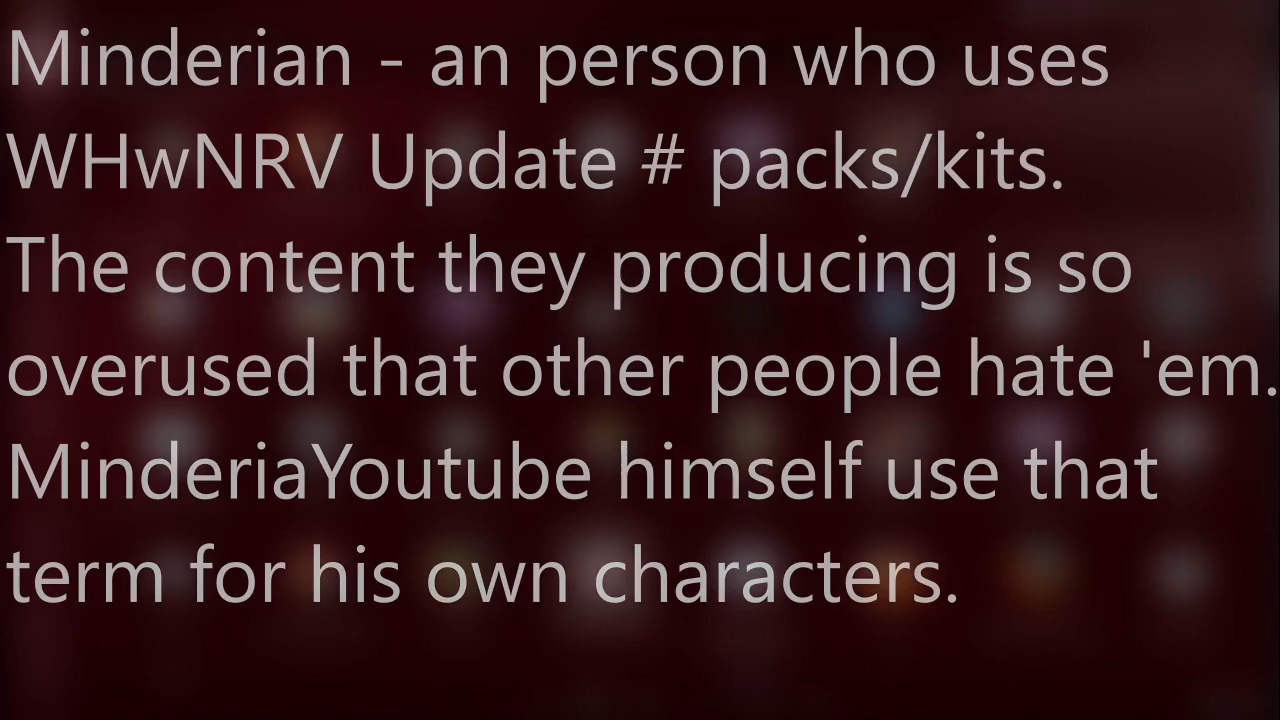 Minderian - an person who uses
WHwNRV Update # packs/kits.
The content they producing is so
overused that other people hate 'em.
MinderiaYoutube himself use that
term for his own characters.